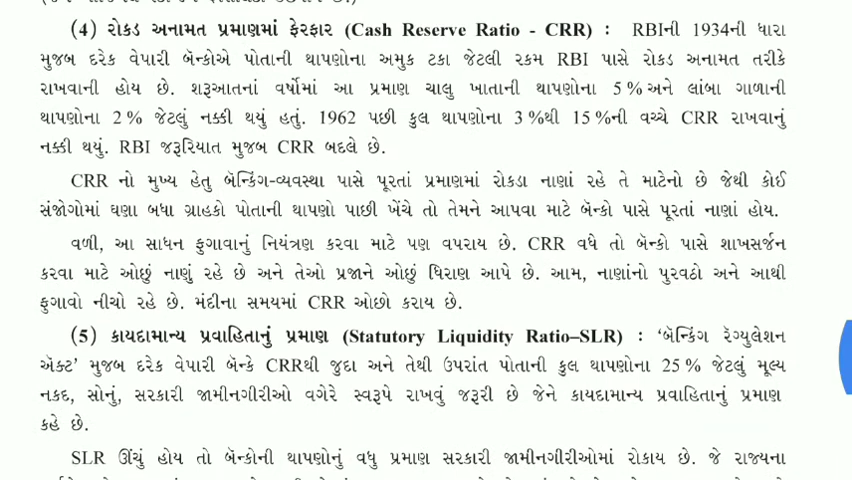 (4) રોકડ અનામત પ્રમાણમાં ફેરફાર (Cash Reserve Ratio - CRR) : RBIની 1934ની ધારા
મુજબ દરેક વેપારી બૅન્કોએ પોતાની થાપણોના અમુક ટકા જેટલી રકમ RBI પાસે રોકડ અનામત તરીકે
રાખવાની હોય છે. શરૂઆતનાં વર્ષોમાં આ પ્રમાણ ચાલુ ખાતાની થાપણોના 5 % અને લાંબા ગાળાની
થાપણોના 2 % જેટલું નક્કી થયું હતું. 1962 પછી કુલ થાપણોના 3 %થી 15 %ની વચ્ચે CRR રાખવાનું
નક્કી થયું. RBI જરૂરિયાત મુજબ CRR બદલે છે.
CRR નો મુખ્ય હેતુ બૅન્કિંગ-વ્યવસ્થા પાસે પૂરતાં પ્રમાણમાં રોકડા નાણાં રહે તે માટેનો છે જેથી કોઈ
સંજોગોમાં ઘણા બધા ગ્રાહકો પોતાની થાપણો પાછી ખેંચે તો તેમને આપવા માટે બૅન્કો પાસે પૂરતાં નાણાં હોય.
વળી, આ સાધન ફુગાવાનું નિયંત્રણ કરવા માટે પણ વપરાય છે. CRR વધે તો બૅન્કો પાસે શાખસર્જન
કરવા માટે ઓછું નાણું રહે છે અને તેઓ પ્રજાને ઓછું ધિરાણ આપે છે. આમ, નાણાંનો પુરવઠો અને આથી
ફુગાવો નીચો રહે છે. મંદીના સમયમાં CRR ઓછો કરાય છે.
(5) કાયદામાન્ય પ્રવાહિતાનું પ્રમાણ (Statutory Liquidity Ratio–SLR) : ‘બૅન્કિંગ રૅગ્યુલેશન
ઍક્ટ’ મુજબ દરેક વેપારી બૅન્કે CRRથી જુદા અને તેથી ઉપરાંત પોતાની કુલ થાપણોના 25 % જેટલું મૂલ્ય
નકદ, સોનું, સરકારી જામીનગીરીઓ વગેરે સ્વરૂપે રાખવું જરૂરી છે જેને કાયદામાન્ય પ્રવાહિતાનું પ્રમાણ
કહે છે.
SLR ઊંચું હોય તો બૅન્કોની થાપણોનું વધુ પ્રમાણ સરકારી જામીનગીરીઓમાં રોકાય છે. જે રાજ્યના